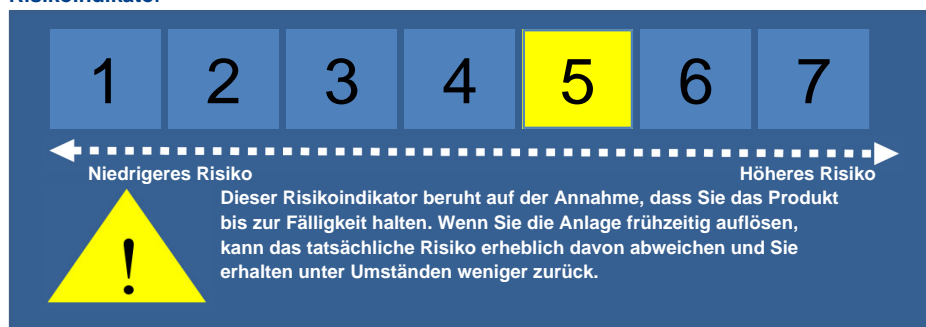 Risikoindikator
1 2 3 4 5 6 7
Niedrigeres Risiko Höheres Risiko
Dieser Risikoindikator beruht auf der Annahme, dass Sie das Produkt
bis zur Fälligkeit halten. Wenn Sie die Anlage frühzeitig auflösen,
kann das tatsächliche Risiko erheblich davon abweichen und Sie
! erhalten unter Umständen weniger zurück.